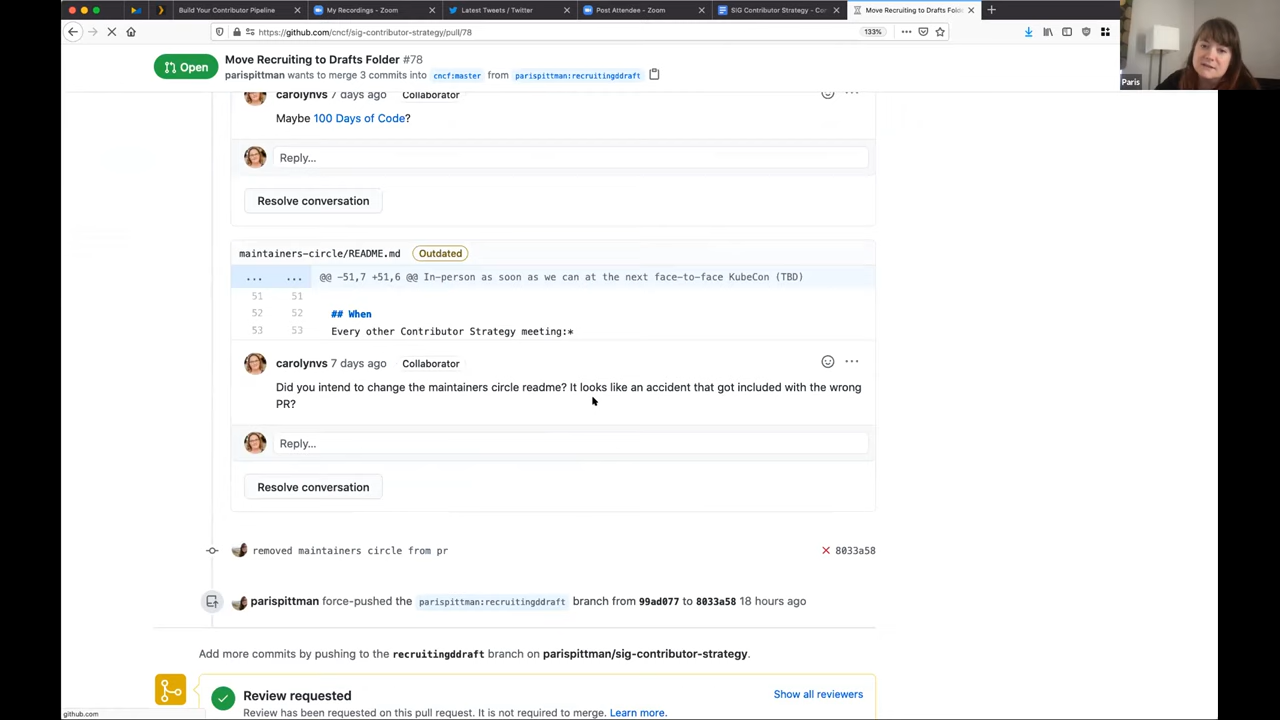 Build Your Contributor Pipeline
My Recordings - Zoom
Latest Tweets / Twitter
Post Attendee - Zoom
SIG Contributor Strategy - Con
Move Recruiting to Drafts Fold
https://github.com/cncf/sig-contributor-strategy/pull/78
133%
Paris
Open
Move Recruiting to Drafts Folder #78
parispittman wants to merge 3 commits into cncf:master from parispittman:recruitingddraft
carolynvs 7 days ago Collaborator
Maybe 100 Days of Code?
Reply...
Resolve conversation
maintainers-circle/README.md Outdated
... ... @@ -51,7 +51,6 @@ In-person as soon as we can at the next face-to-face KubeCon (TBD)
51 51
52 52 ## When
53 53 Every other Contributor Strategy meeting:*
carolynvs 7 days ago Collaborator
Did you intend to change the maintainers circle readme? It looks like an accident that got included with the wrong
PR?
Reply...
Resolve conversation
removed maintainers circle from pr 8033a58
parispittman force-pushed the parispittman:recruitingddraft branch from 99ad077 to 8033a58 18 hours ago
Add more commits by pushing to the recruitingddraft branch on parispittman/sig-contributor-strategy.
Review requested Show all reviewers
Review has been requested on this pull request. It is not required to merge. Learn more.
github.com